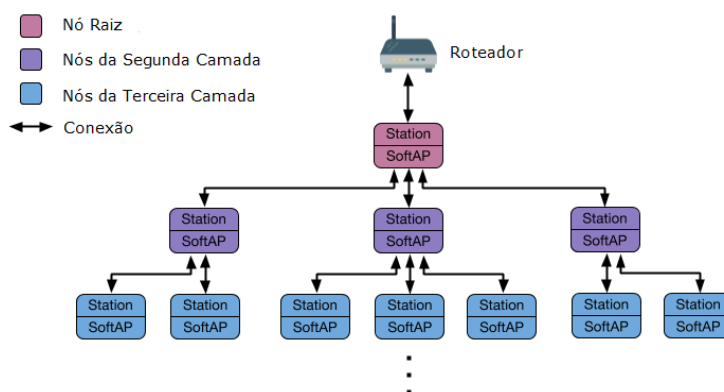 Nó Raiz
Nós da Segunda Camada
Nós da Terceira Camada
Conexão
Roteador
Station
SoftAP
Station
SoftAP
Station
SoftAP
Station
SoftAP
Station
SoftAP
Station
SoftAP
Station
SoftAP
Station
SoftAP
Station
SoftAP
Station
SoftAP
Station
SoftAP